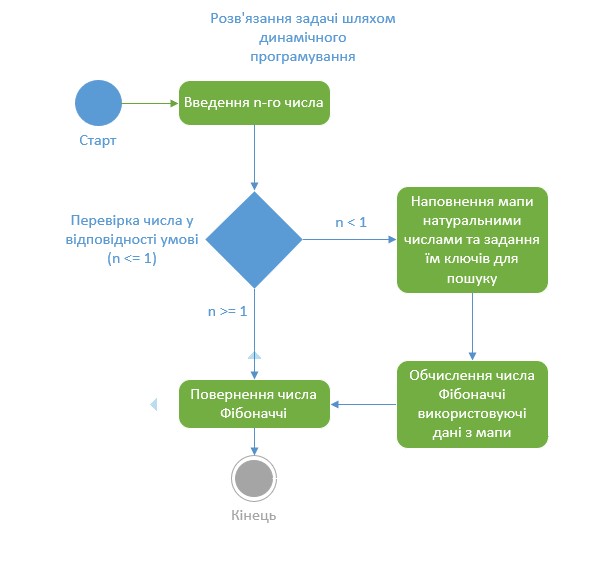 Розв'язання задачі шляхом
динамічного
програмування
Введення n-го числа
Старт
Перевірка числа у
відповідності умові
(n <= 1)
n < 1
Наповнення мапи
натуральними
числами та задання
їм ключів для
пошуку
n >= 1
Повернення числа
Фібоначчі
Обчислення числа
Фібоначчі
використовуючі
дані з мапи
Кінець